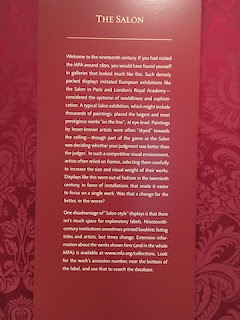 THE SALON
Welcome to the nineteenth century. If you had visited
the MFA around 1890, you would have found yourself
in galleries that looked much like this. Such densely
packed displays imitated European exhibitions like
the Salon in Paris and London's Royal Academy—
considered the epitome of worldliness and sophisti-
cation. A typical Salon exhibition, which might include
thousands of paintings, placed the largest and most
prestigious works "on the line", at eye-level. Paintings
by lesser-known artists were often "skyed" towards
the ceiling—though part of the game at the Salon
was deciding whether your judgment was better than
the judges'. In such a competitive visual environment,
artists often relied on frames, selecting them carefully
to increase the size and visual weight of their works.
Displays like this went out of fashion in the twentieth
century, in favor of installations that made it easier
to focus on a single work. Was that a change for the
better, or the worse?
One disadvantage of "Salon-style" displays is that there
isn't much space for explanatory labels. Nineteenth-
century institutions sometimes printed booklets listing
titles and artists, but times change. Extensive infor-
mation about the works shown here (and in the whole
MFA) is available at www.mfa.org/collections. Look
for the work's accession number, near the bottom of
the label, and use that to search the database.